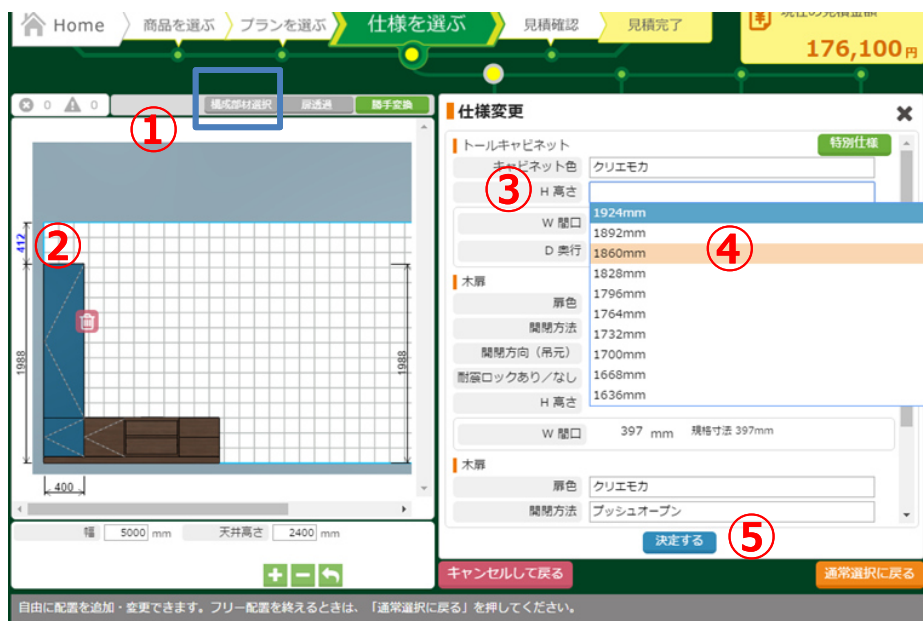 Home 商品を選ぶ プランを選ぶ 仕様を選ぶ 見積確認 見積完了
現在の見積金額
176,100円
0 0 構成部材選択 扉透過 勝手変換
①
②
412
1988
1988
400
幅 5000 mm 天井高さ 2400 mm
仕様変更
トールキャビネット 特別仕様
キャビネット色 クリエモカ
③ H 高さ
W 間口
D 奥行
1924mm
1892mm
1860mm
④
1828mm
1796mm
1764mm
1732mm
1700mm
1668mm
1636mm
木扉
扉色
開閉方法
開閉方向（吊元）
耐震ロックあり／なし
H 高さ
W 間口 397 mm 規格寸法 397mm
木扉
扉色 クリエモカ
開閉方法 プッシュオープン
決定する ⑤
キャンセルして戻る 通常選択に戻る
自由に配置を追加・変更できます。フリー配置を終えるときは、「通常選択に戻る」を押してください。